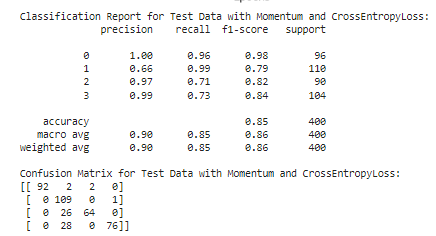 Classification Report for Test Data with Momentum and CrossEntropyLoss:
precision recall f1-score support
0 1.00 0.96 0.98 96
1 0.66 0.99 0.79 110
2 0.97 0.71 0.82 90
3 0.99 0.73 0.84 104
accuracy 0.85 400
macro avg 0.90 0.85 0.86 400
weighted avg 0.90 0.85 0.86 400
Confusion Matrix for Test Data with Momentum and CrossEntropyLoss:
[[ 92 2 2 0]
[ 0 109 0 1]
[ 0 26 64 0]
[ 0 28 0 76]]